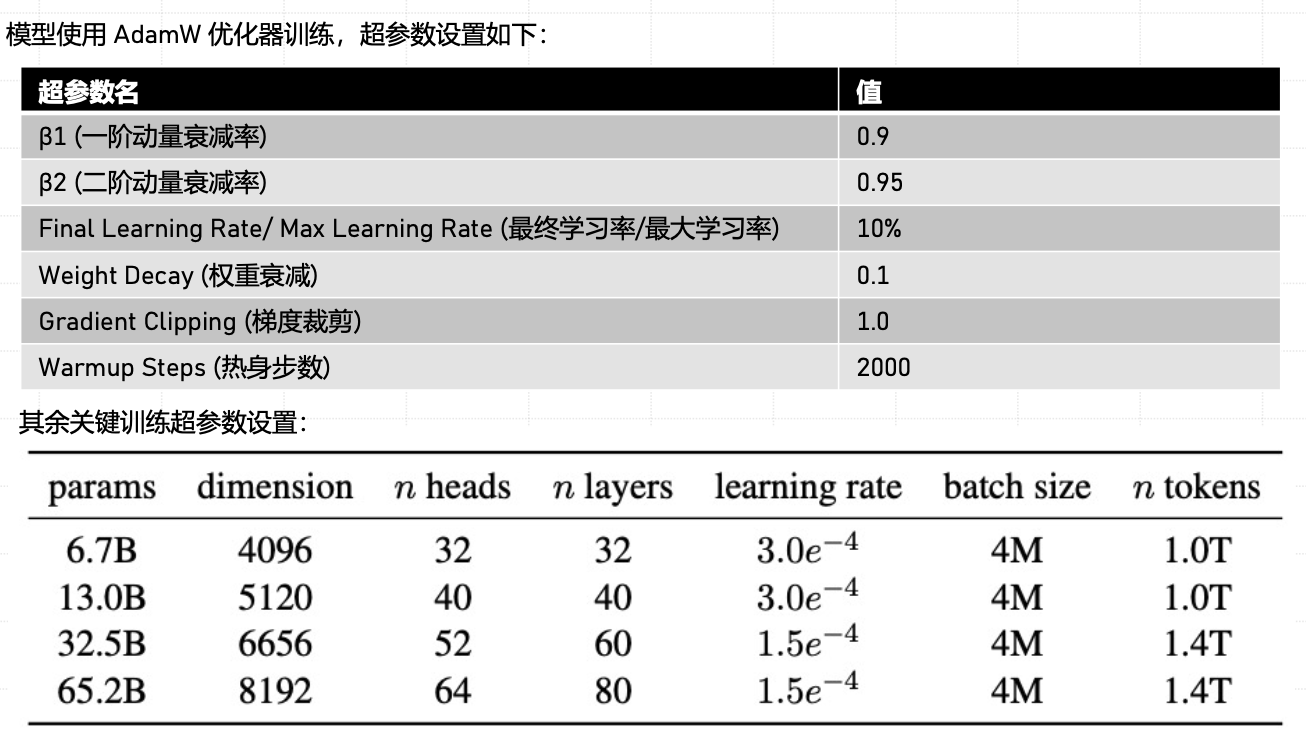 模型使用 AdamW 优化器训练，超参数设置如下：
超参数名 值
β1 (一阶动量衰减率) 0.9
β2 (二阶动量衰减率) 0.95
Final Learning Rate/ Max Learning Rate (最终学习率/最大学习率) 10%
Weight Decay (权重衰减) 0.1
Gradient Clipping (梯度裁剪) 1.0
Warmup Steps (热身步数) 2000
其余关键训练超参数设置：
params dimension n heads n layers learning rate batch size n tokens
6.7B 4096 32 32 3.0e⁻⁴ 4M 1.0T
13.0B 5120 40 40 3.0e⁻⁴ 4M 1.0T
32.5B 6656 52 60 1.5e⁻⁴ 4M 1.4T
65.2B 8192 64 80 1.5e⁻⁴ 4M 1.4T